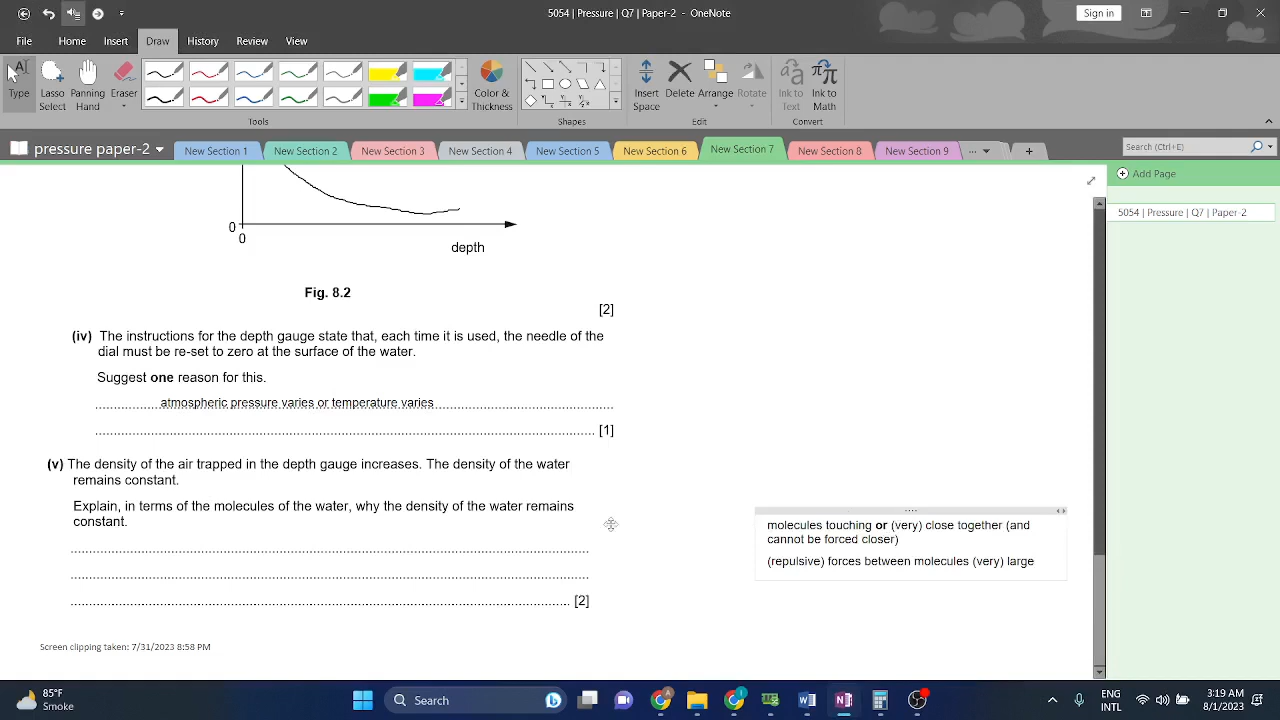 5054 | Pressure | Q7 | Paper-2 - OneNote
Sign in
File Home Insert Draw History Review View
Type
Lasso Select
Panning Hand
Eraser
Color & Thickness
Insert Space
Delete
Arrange
Rotate
Ink to Text
Ink to Math
Tools Shapes Edit Convert
pressure paper-2
New Section 1 New Section 2 New Section 3 New Section 4 New Section 5 New Section 6 New Section 7 New Section 8 New Section 9 ...
Search (Ctrl+E)
Add Page
5054 | Pressure | Q7 | Paper-2
0
0
depth
Fig. 8.2
[2]
(iv) The instructions for the depth gauge state that, each time it is used, the needle of the
dial must be re-set to zero at the surface of the water.
Suggest one reason for this.
atmospheric pressure varies or temperature varies
[1]
(v) The density of the air trapped in the depth gauge increases. The density of the water
remains constant.
Explain, in terms of the molecules of the water, why the density of the water remains
constant.
[2]
molecules touching or (very) close together (and
cannot be forced closer)
(repulsive) forces between molecules (very) large
Screen clipping taken: 7/31/2023 8:58 PM
85°F
Smoke
Search
ENG
INTL
3:19 AM
8/1/2023